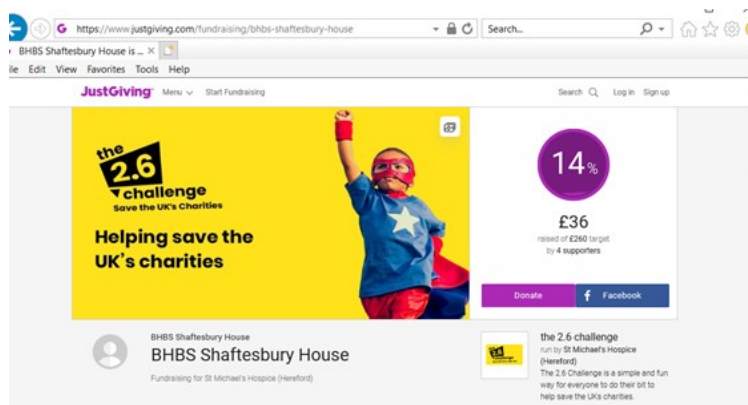 https://www.justgiving.com/fundraising/bhbs-shaftesbury-house
Search...
BHBS Shaftesbury House is ...
File Edit View Favorites Tools Help
JustGiving Menu Start Fundraising Search Log in Sign up
the
2.6
challenge
Save the UK's Charities
Helping save the
UK's charities
14%
£36
raised of £260 target
by 4 supporters
Donate
f Facebook
BHBS Shaftesbury House
BHBS Shaftesbury House
Fundraising for St Michael's Hospice (Hereford)
the 2.6 challenge
run by St Michael's Hospice
(Hereford)
The 2.6 Challenge is a simple and fun
way for everyone to do their bit to
help save the UKs charities.